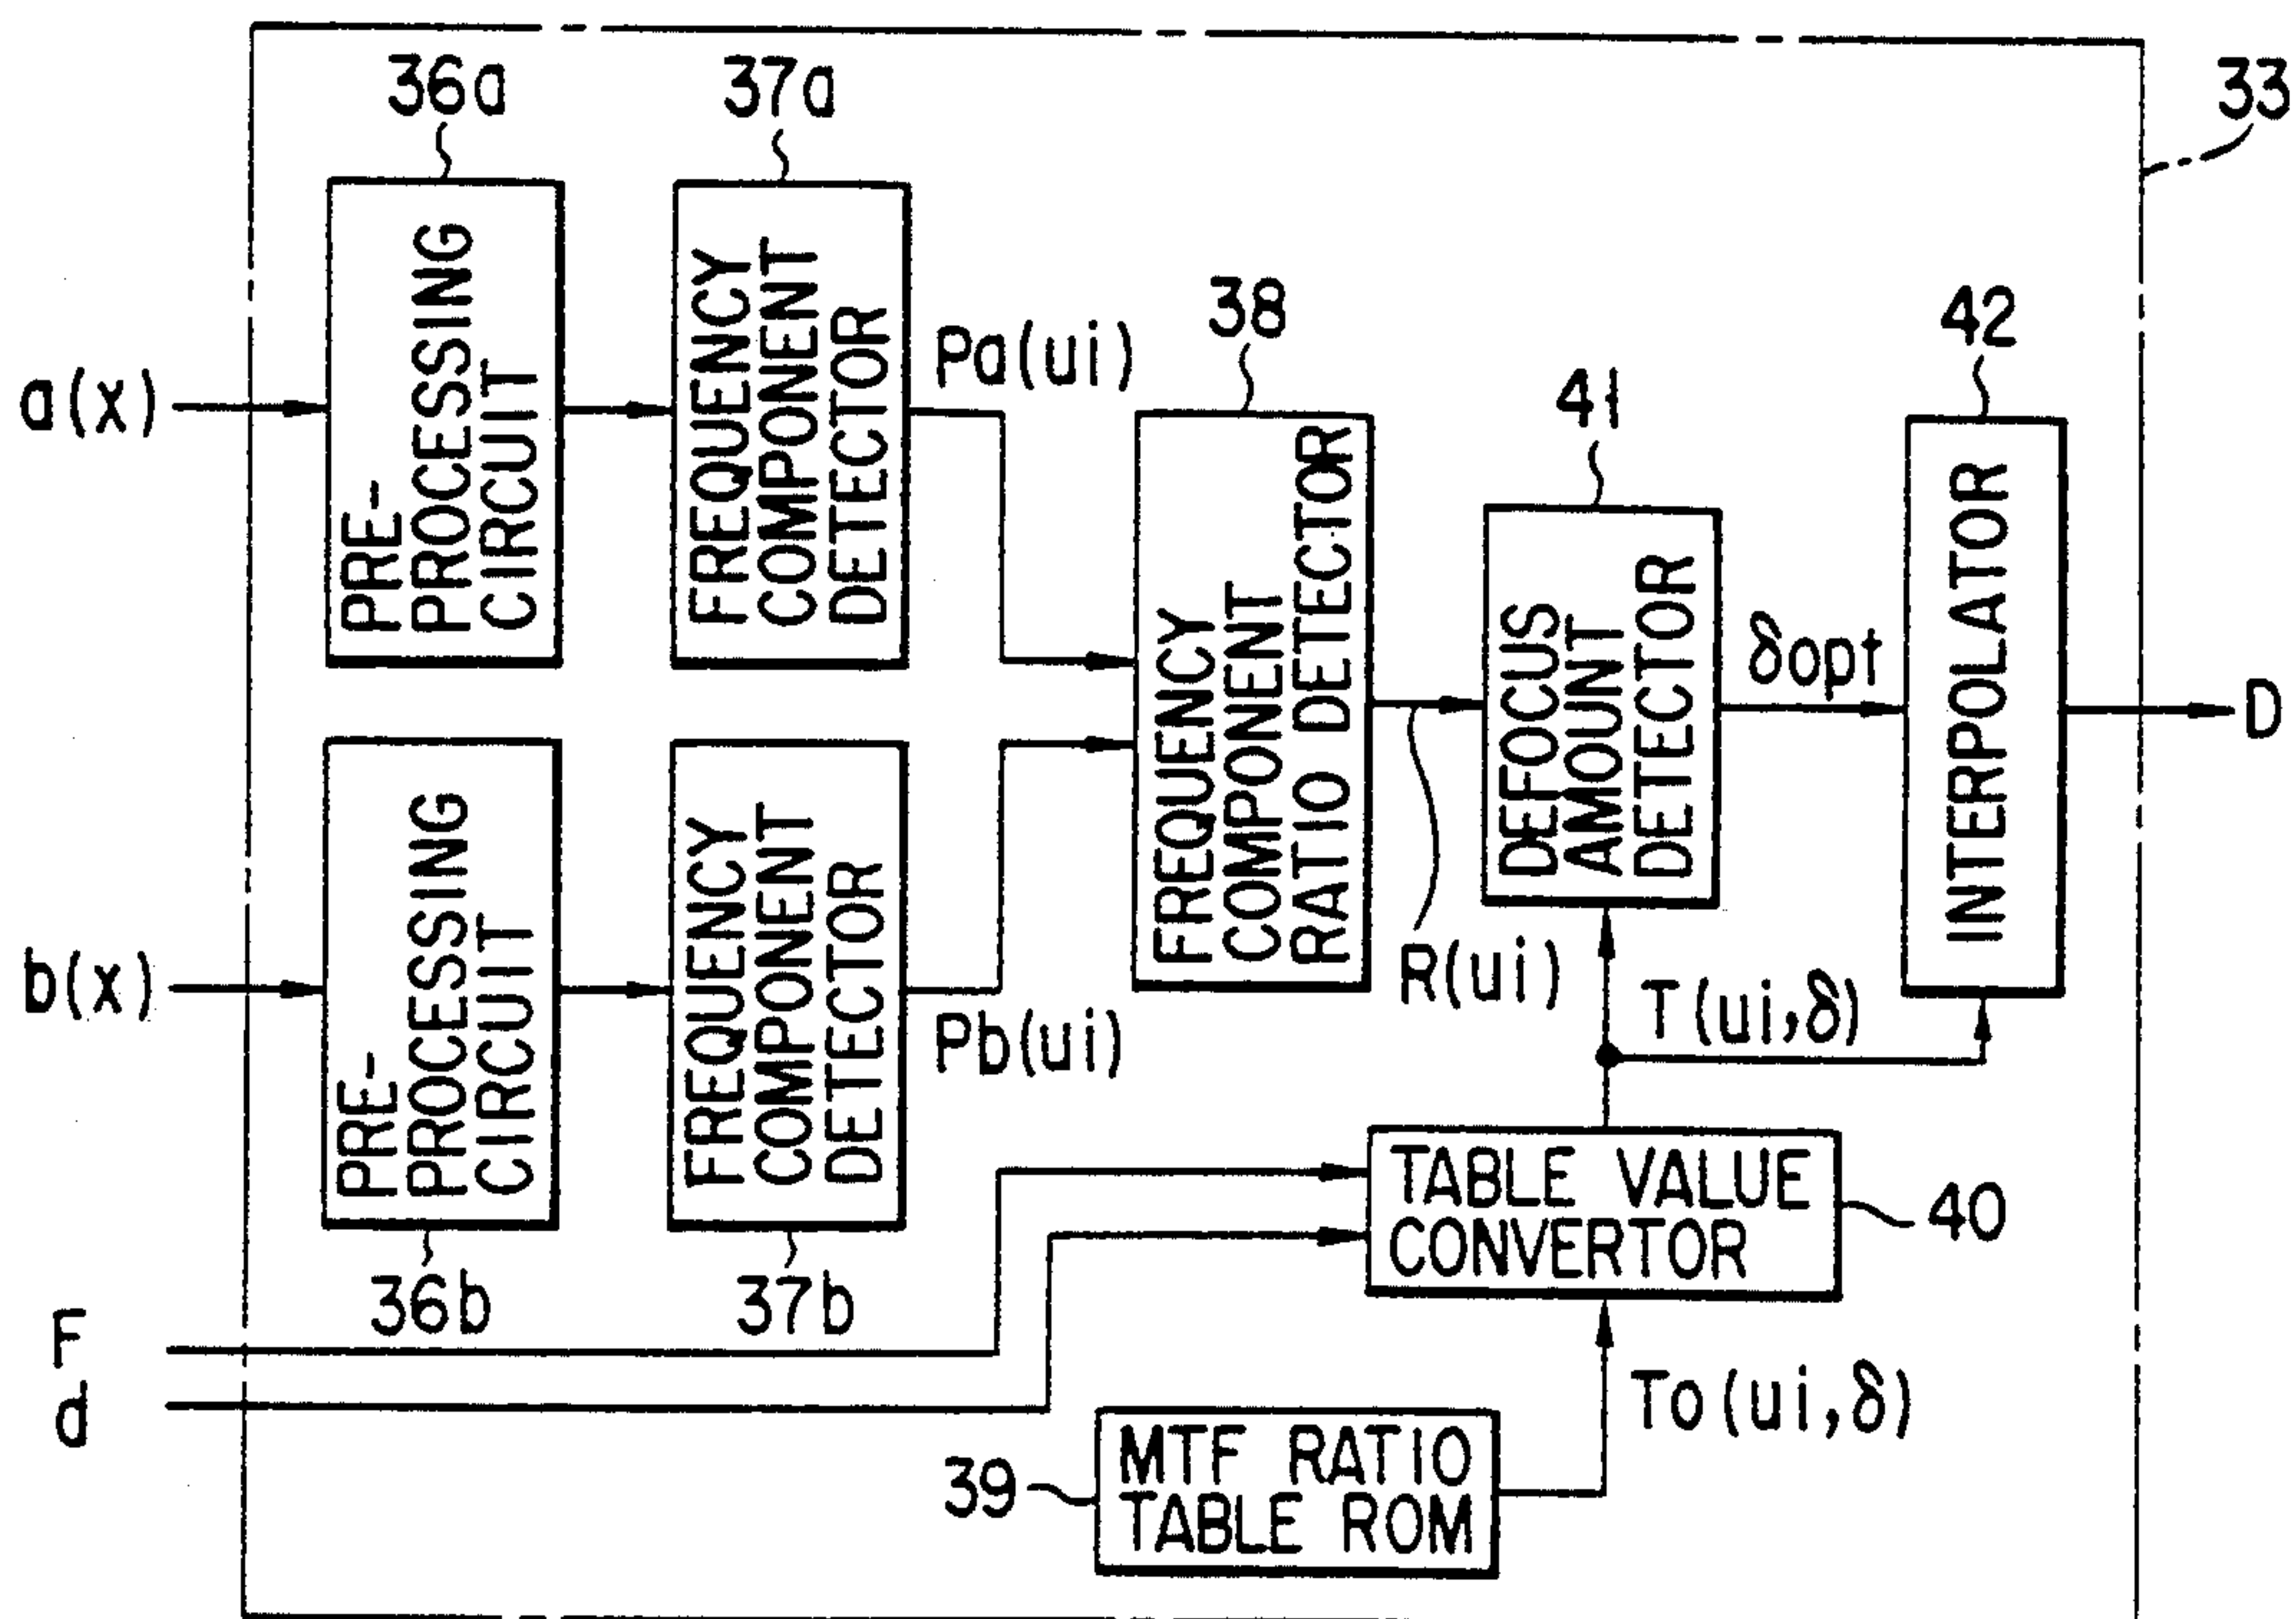 36a
37a
33
PRE-
PROCESSING
CIRCUIT
FREQUENCY
COMPONENT
DETECTOR
a(x)
Pa(ui)
38
42
41
FREQUENCY
COMPONENT
RATIO DETECTOR
DEFOCUS
AMOUNT
DETECTOR
δopt
INTERPOLATOR
D
b(x)
PRE-
PROCESSING
CIRCUIT
FREQUENCY
COMPONENT
DETECTOR
Pb(ui)
R(ui)
T(ui,δ)
36b
37b
TABLE VALUE
CONVERTOR
40
F
d
To(ui,δ)
39
MTF RATIO
TABLE ROM